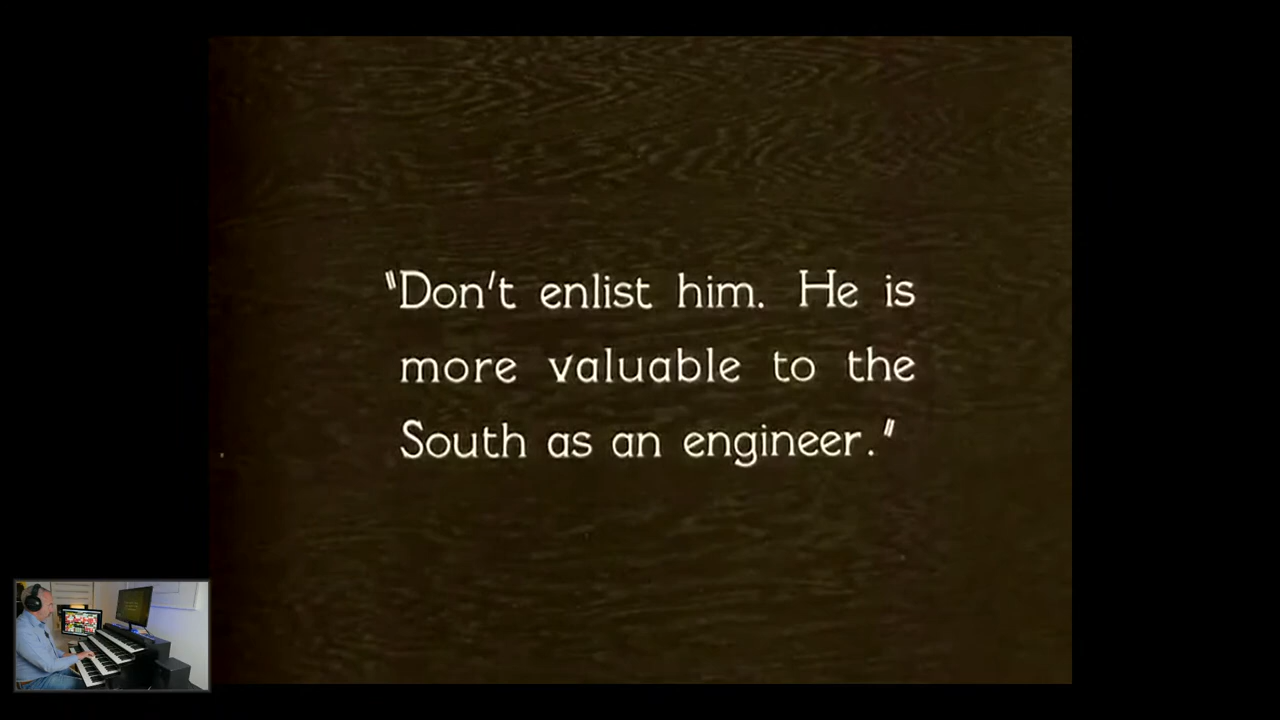 "Don't enlist him. He is
more valuable to the
South as an engineer."